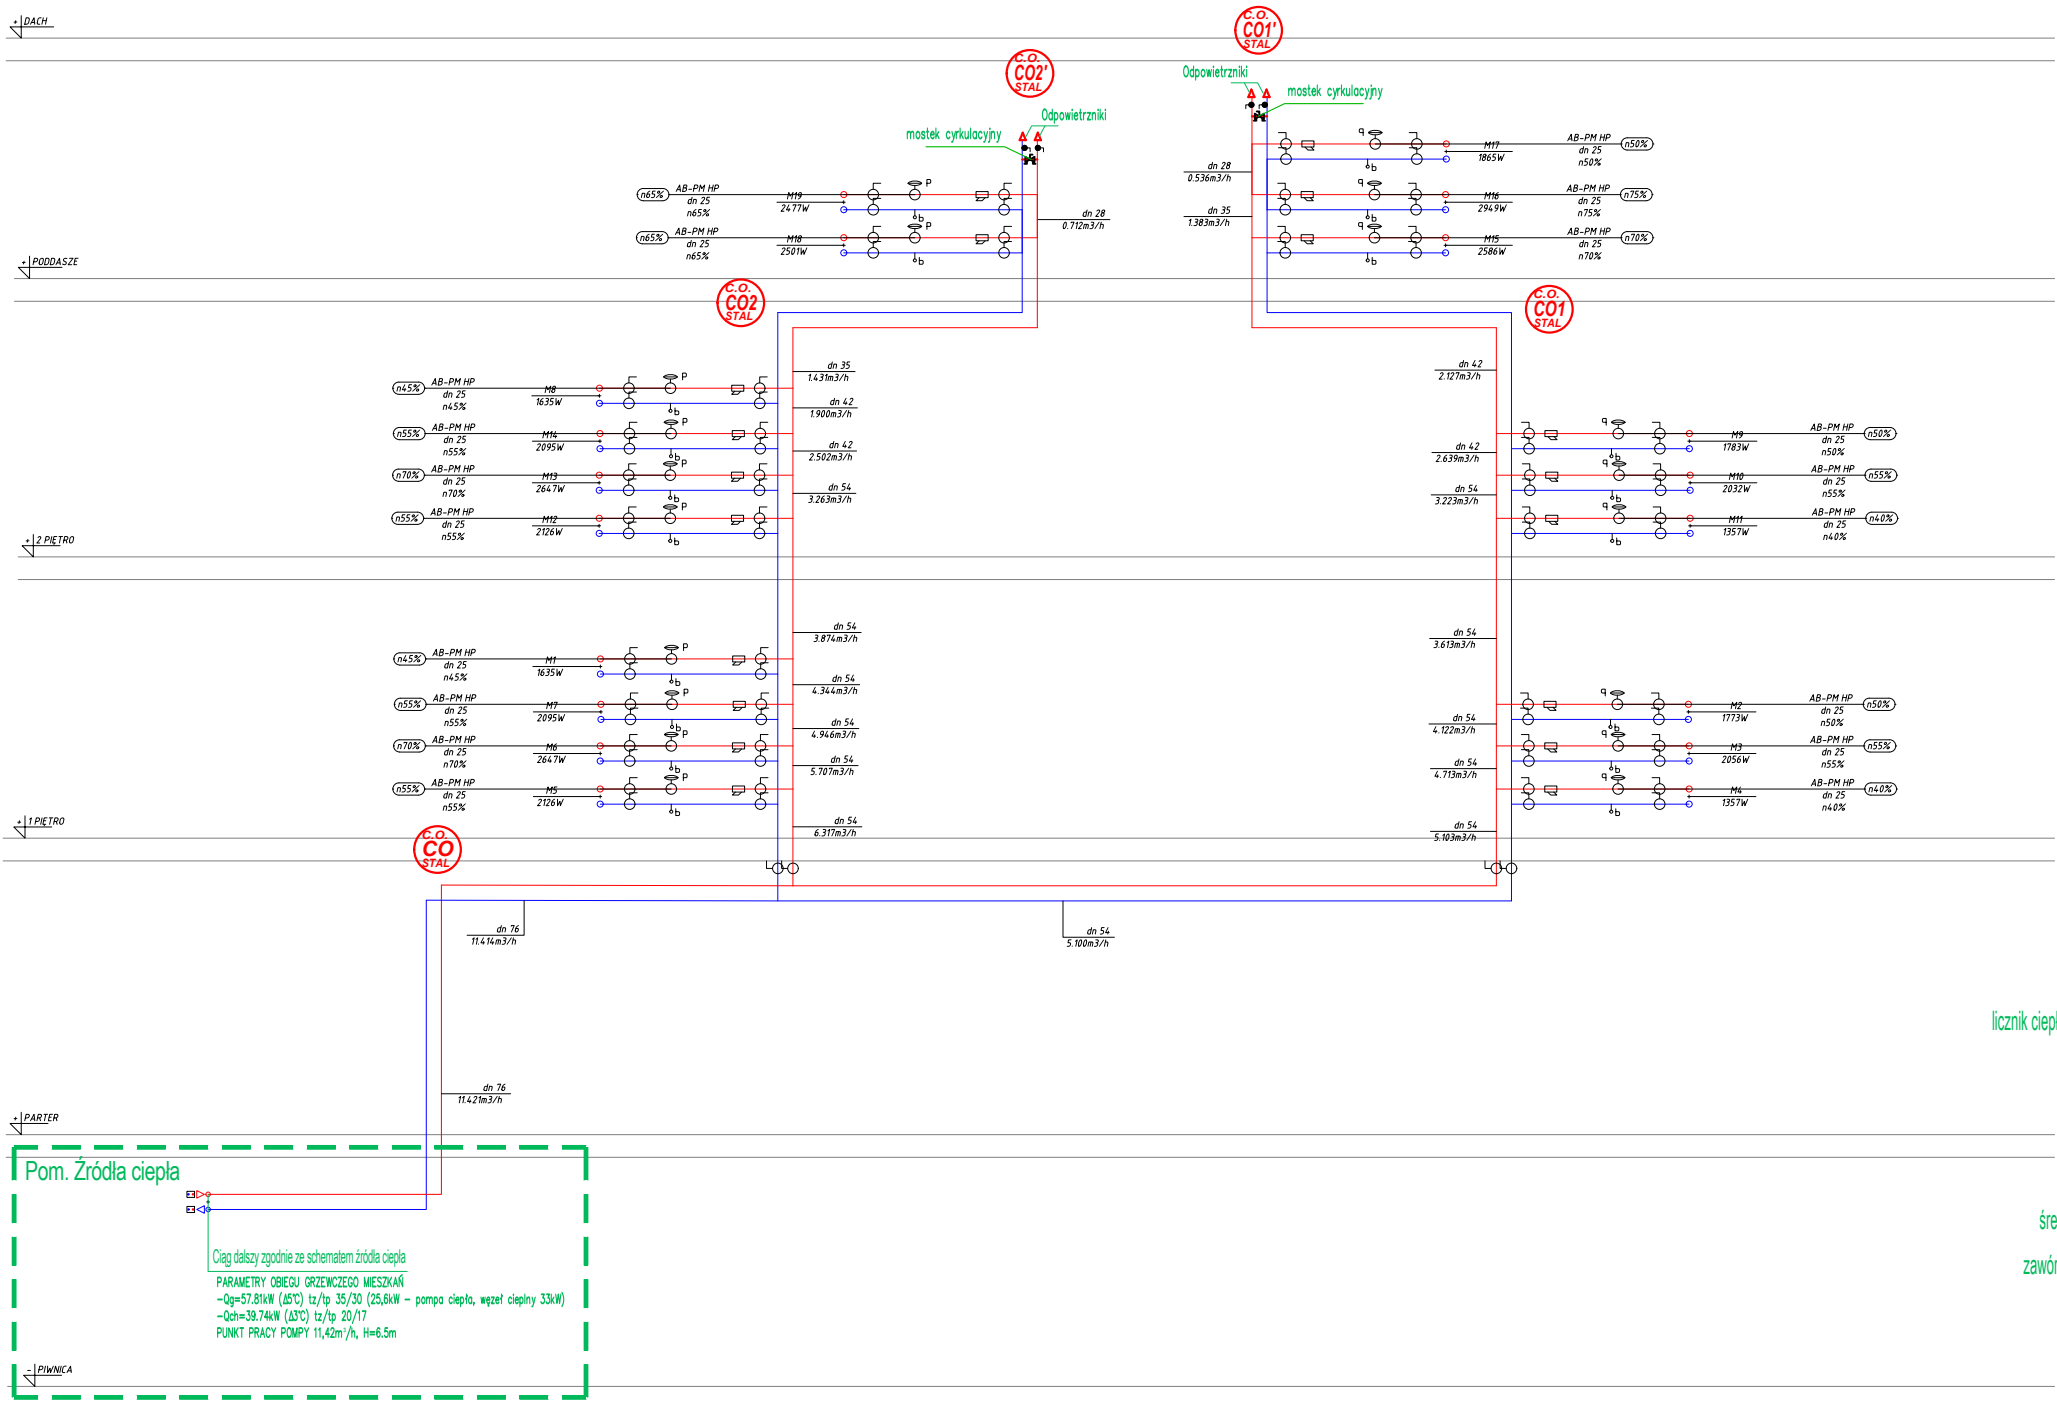 + DACH
C.O.
CO1'
STAL
C.O.
CO2'
STAL
Odpowietrzniki
mostek cyrkulacyjny
Odpowietrzniki
mostek cyrkulacyjny
M17
1865W
AB-PM HP
dn 25
n50%
n50%
dn 28
0.536m3/h
n65%
AB-PM HP
dn 25
n65%
M19
2477W
P
b
M16
2949W
AB-PM HP
dn 25
n75%
n75%
dn 28
0.712m3/h
dn 35
1.383m3/h
n65%
AB-PM HP
dn 25
n65%
M18
2501W
P
b
M15
2586W
AB-PM HP
dn 25
n70%
n70%
+ PODDASZE
C.O.
CO2
STAL
C.O.
CO1
STAL
dn 35
1.431m3/h
dn 42
2.127m3/h
n45%
AB-PM HP
dn 25
n45%
M8
1635W
P
b
dn 42
1.900m3/h
n55%
AB-PM HP
dn 25
n55%
M14
2095W
P
b
M9
1783W
AB-PM HP
dn 25
n50%
n50%
dn 42
2.502m3/h
dn 42
2.639m3/h
n70%
AB-PM HP
dn 25
n70%
M13
2647W
P
b
M10
2032W
AB-PM HP
dn 25
n55%
n55%
dn 54
3.263m3/h
dn 54
3.223m3/h
n55%
AB-PM HP
dn 25
n55%
M12
2126W
P
b
M11
1357W
AB-PM HP
dn 25
n40%
n40%
+ 2 PIĘTRO
dn 54
3.874m3/h
dn 54
3.613m3/h
n45%
AB-PM HP
dn 25
n45%
M1
1635W
P
b
dn 54
4.344m3/h
n55%
AB-PM HP
dn 25
n55%
M7
2095W
P
b
M2
1773W
AB-PM HP
dn 25
n50%
n50%
dn 54
4.946m3/h
dn 54
4.122m3/h
n70%
AB-PM HP
dn 25
n70%
M6
2647W
P
b
M3
2056W
AB-PM HP
dn 25
n55%
n55%
dn 54
5.707m3/h
dn 54
4.713m3/h
n55%
AB-PM HP
dn 25
n55%
M5
2126W
P
b
M4
1357W
AB-PM HP
dn 25
n40%
n40%
+ 1 PIĘTRO
dn 54
6.317m3/h
dn 54
5.103m3/h
C.O.
CO
STAL
dn 76
11.414m3/h
dn 54
5.100m3/h
licznik ciepł
dn 76
11.421m3/h
+ PARTER
Pom. Źródła ciepła
śre
Ciąg dalszy zgodnie ze schematem źródła ciepła
zawór
PARAMETRY OBIEGU GRZEWCZEGO MIESZKAŃ
-Qg=57.81kW (Δ5°C) tz/tp 35/30 (25,6kW - pompa ciepła, węzeł cieplny 33kW)
-Qch=39.74kW (Δ3°C) tz/tp 20/17
PUNKT PRACY POMPY 11,42m³/h, H=6.5m
- PIWNICA